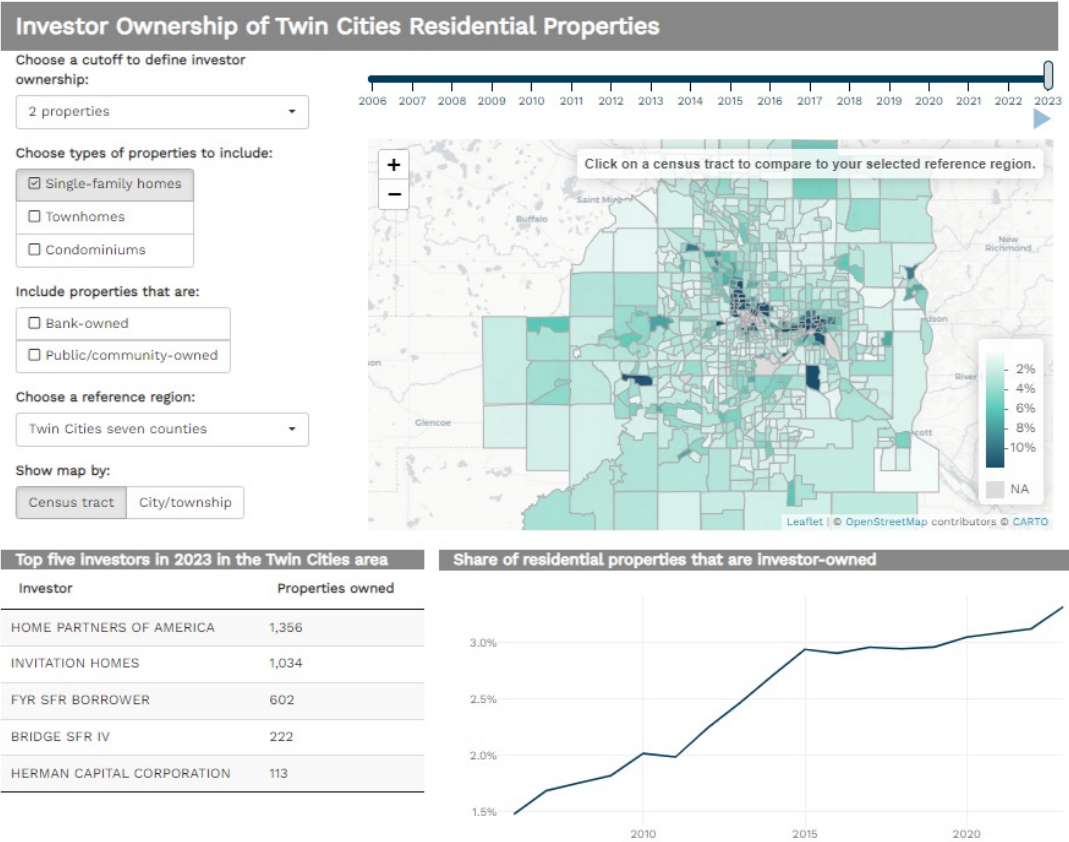 Investor Ownership of Twin Cities Residential Properties
Choose a cutoff to define investor
ownership:
2 properties
Choose types of properties to include:
Single-family homes
Townhomes
Condominiums
Include properties that are:
Bank-owned
Public/community-owned
Choose a reference region:
Twin Cities seven counties
Show map by:
Census tract City/township
2006 2007 2008 2009 2010 2011 2012 2013 2014 2015 2016 2017 2018 2019 2020 2021 2022 2023
+
−
Click on a census tract to compare to your selected reference region.
Buffalo
New
Richmond
Glencoe
River
2%
4%
6%
8%
10%
NA
Leaflet | © OpenStreetMap contributors © CARTO
Top five investors in 2023 in the Twin Cities area
Investor Properties owned
HOME PARTNERS OF AMERICA 1,356
INVITATION HOMES 1,034
FYR SFR BORROWER 602
BRIDGE SFR IV 222
HERMAN CAPITAL CORPORATION 113
Share of residential properties that are investor-owned
3.0%
2.5%
2.0%
1.5%
2010 2015 2020